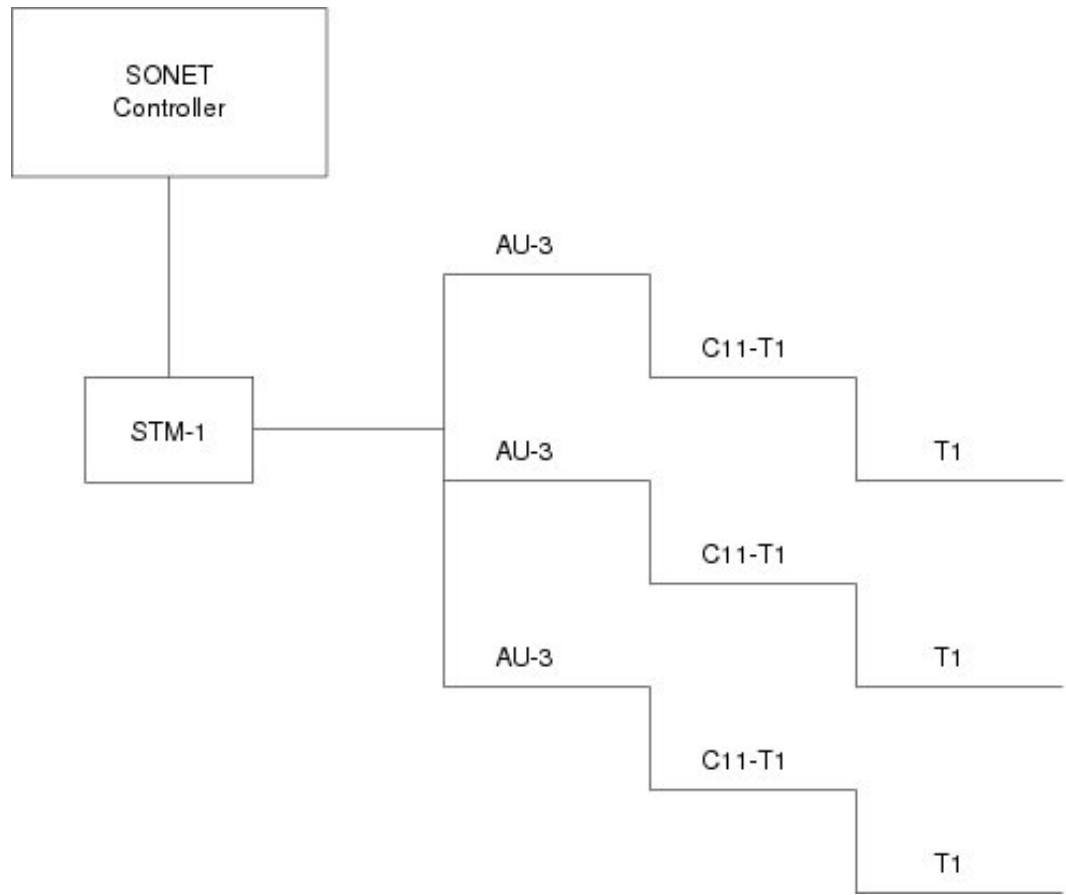 SONET
Controller
AU-3
C11-T1
STM-1
AU-3
T1
C11-T1
AU-3
T1
C11-T1
T1